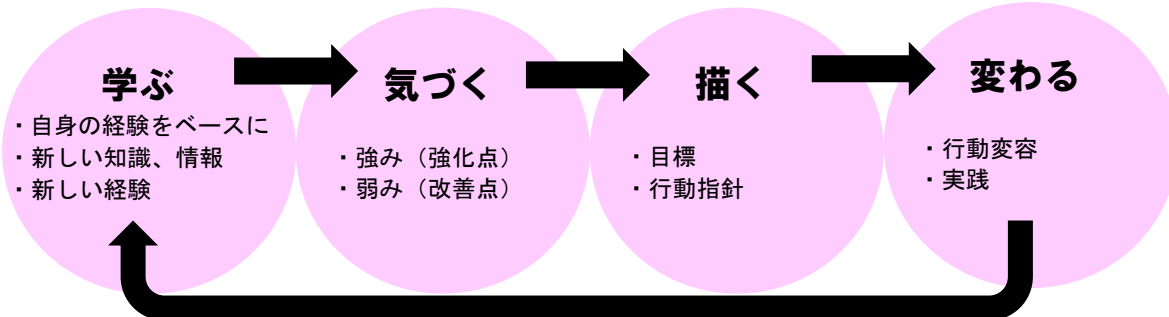 学ぶ
・自身の経験をベースに
・新しい知識、情報
・新しい経験
気づく
・強み（強化点）
・弱み（改善点）
描く
・目標
・行動指針
変わる
・行動変容
・実践